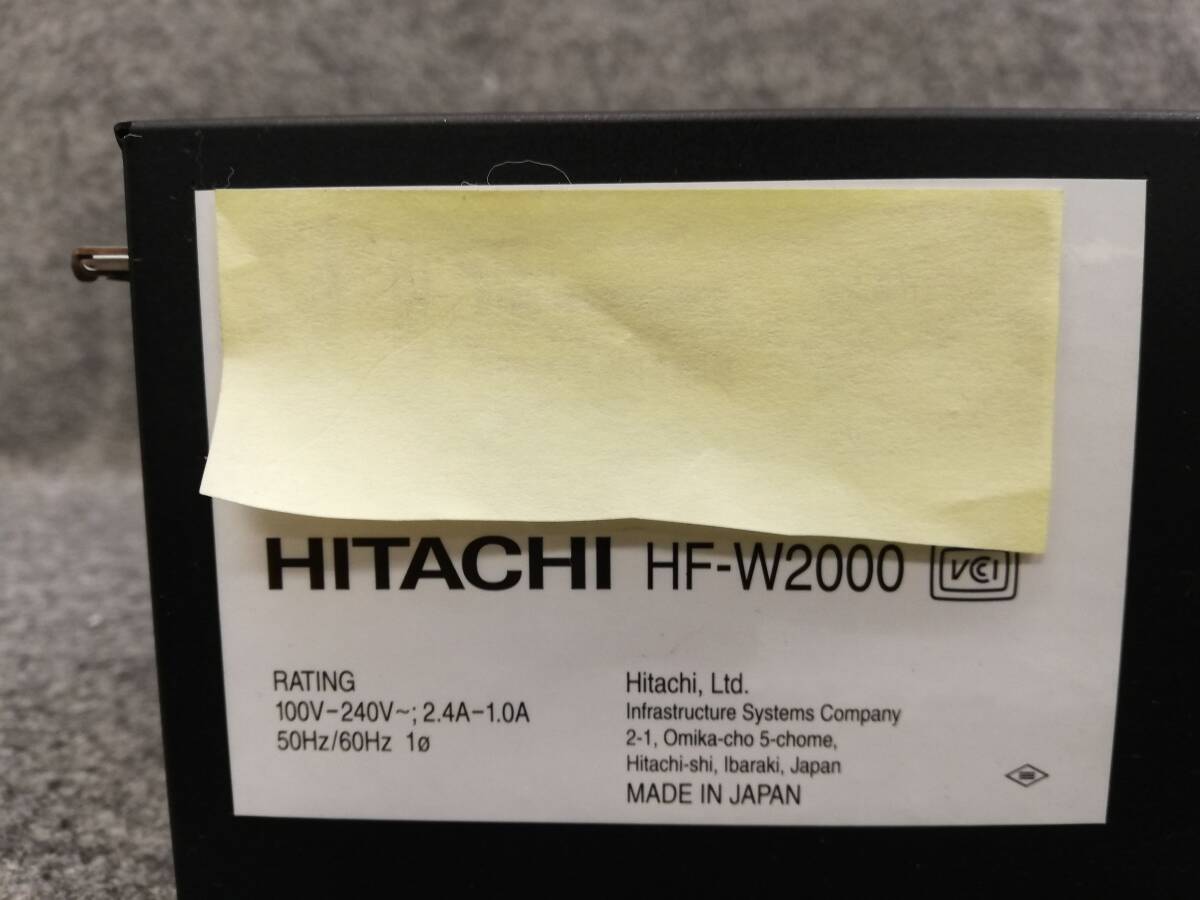 HITACHI HF-W2000 VCCI
RATING
100V-240V~; 2.4A-1.0A
50Hz/60Hz 1ø
Hitachi, Ltd.
Infrastructure Systems Company
2-1, Omika-cho 5-chome,
Hitachi-shi, Ibaraki, Japan
MADE IN JAPAN